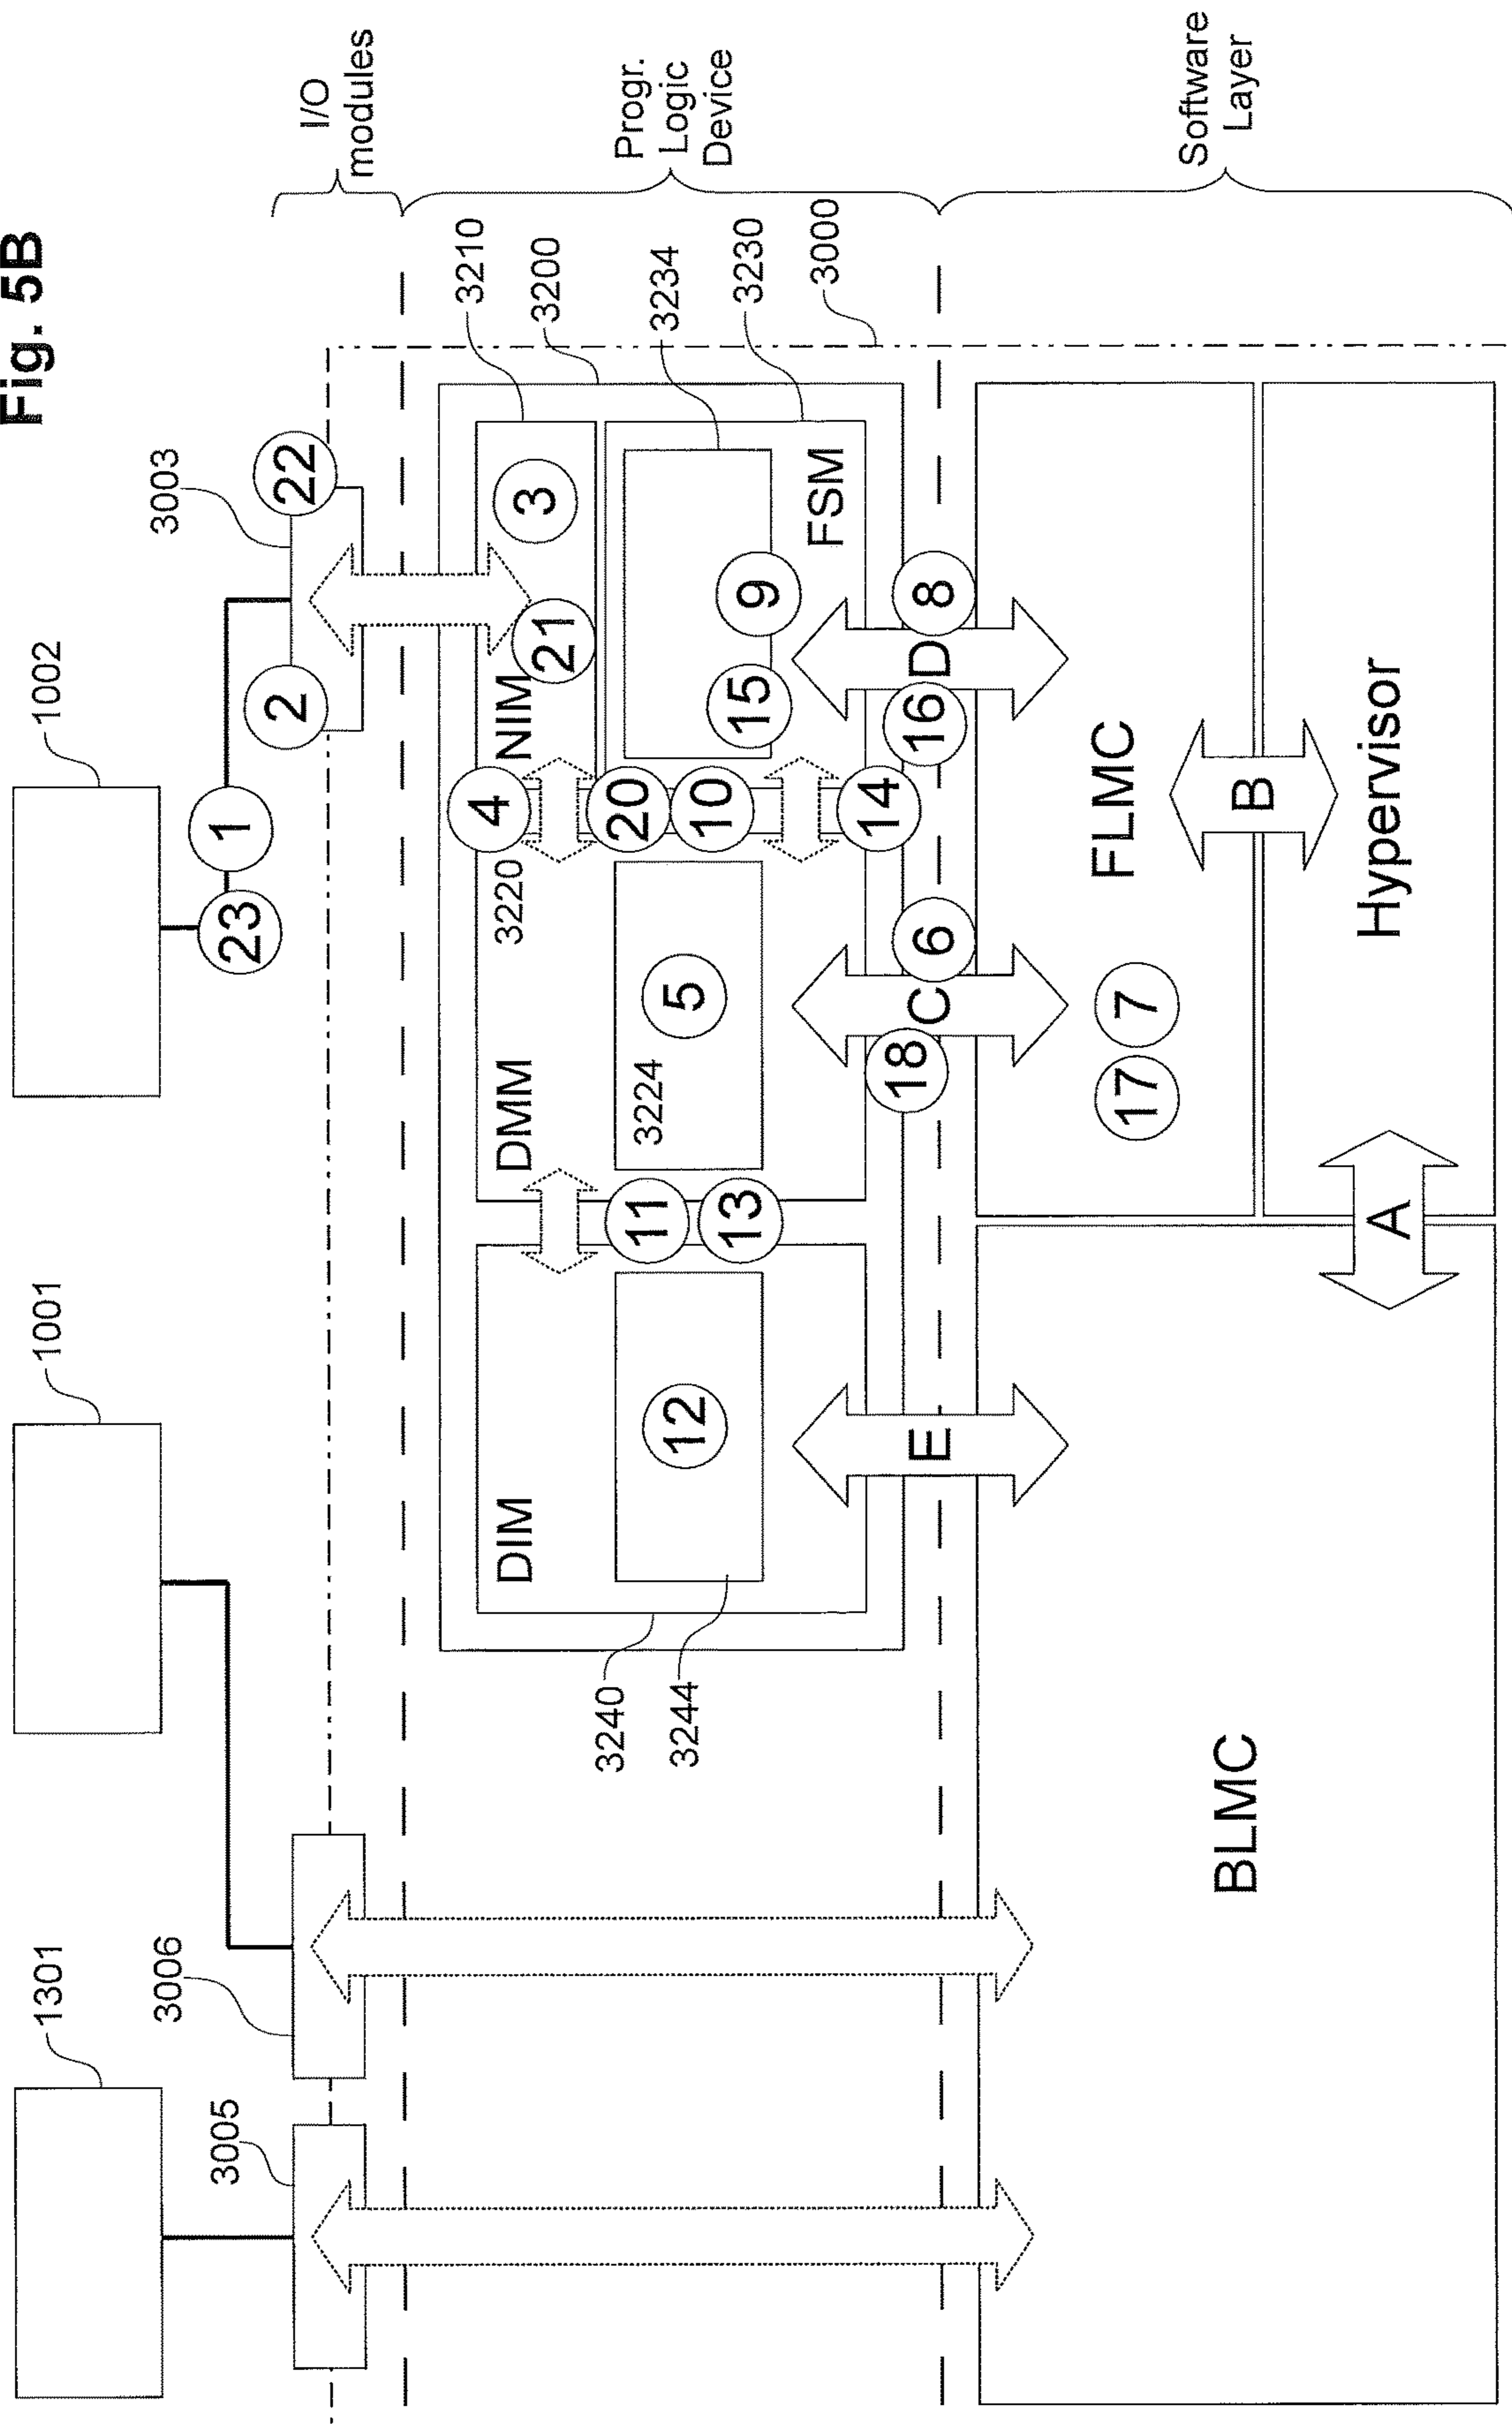 Fig. 5B
1301
1001
1002
3005
3006
3003
I/O
modules
23
1
2
22
Progr.
Logic
Device
3210
3200
3234
3230
3000
3240
3244
DIM
12
DMM
3224
5
3220
11
13
NIM
4
20
10
14
21
3
15
9
FSM
E
18
C
6
16
D
8
Software
Layer
BLMC
FLMC
17
7
B
A
Hypervisor